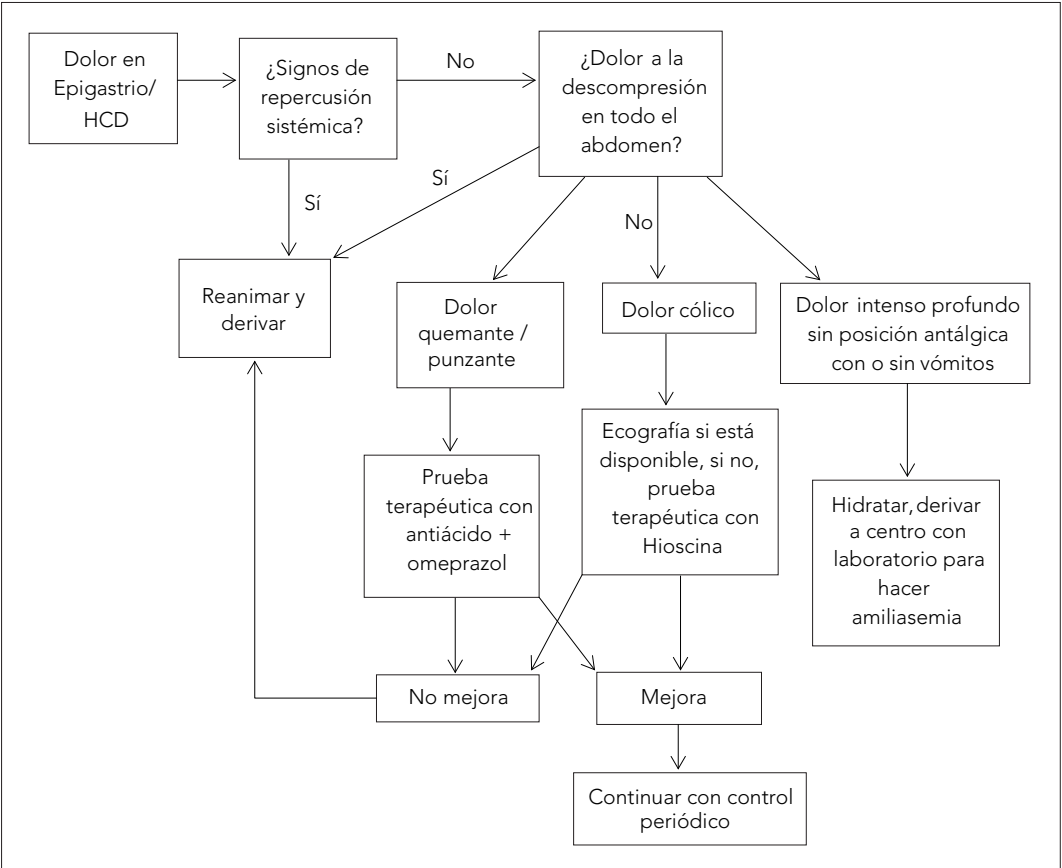 Dolor en
Epigastrio/
HCD
¿Signos de
repercusión
sistémica?
No
¿Dolor a la
descompresión
en todo el
abdomen?
Sí
Sí
No
Reanimar y
derivar
Dolor
quemante /
punzante
Dolor cólico
Dolor intenso profundo
sin posición antálgica
con o sin vómitos
Prueba
terapéutica con
antiácido +
omeprazol
Ecografía si está
disponible, si no,
prueba
terapéutica con
Hioscina
Hidratar, derivar
a centro con
laboratorio para
hacer
amiliasemia
No mejora
Mejora
Continuar con control
periódico